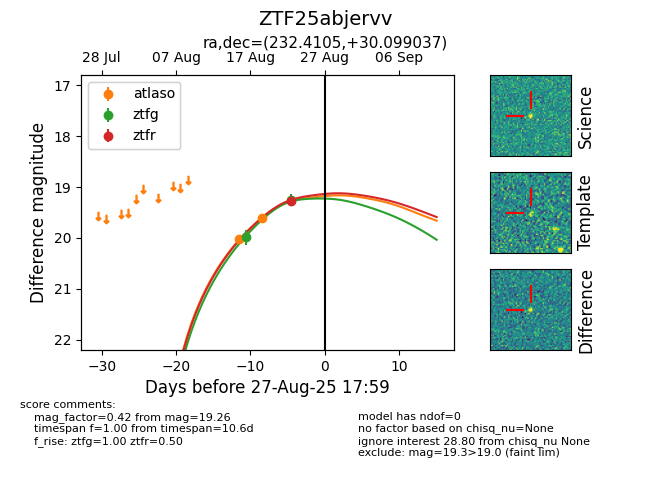 ZTF25abjervv
ra,dec=(232.4105,+30.099037)
28 Jul 07 Aug 17 Aug 27 Aug 06 Sep
atlaso
ztfg
ztfr
17
18
19
20
21
22
Difference magnitude
−30 −20 −10 0 10
Days before 27-Aug-25 17:59
Science
Template
Difference
score comments:
mag_factor=0.42 from mag=19.26
timespan f=1.00 from timespan=10.6d
f_rise: ztfg=1.00 ztfr=0.50
model has ndof=0
no factor based on chisq_nu=None
ignore interest 28.80 from chisq_nu None
exclude: mag=19.3>19.0 (faint lim)